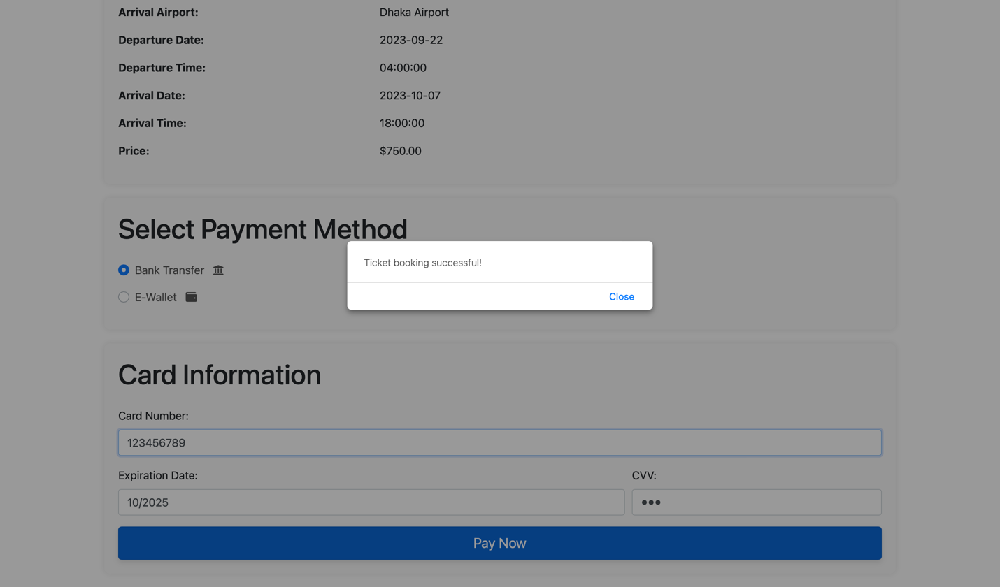 Arrival Airport: Dhaka Airport
Departure Date: 2023-09-22
Departure Time: 04:00:00
Arrival Date: 2023-10-07
Arrival Time: 18:00:00
Price: $750.00
Select Payment Method
Bank Transfer
E-Wallet
Ticket booking successful!
Close
Card Information
Card Number:
123456789
Expiration Date: CVV:
10/2025 •••
Pay Now